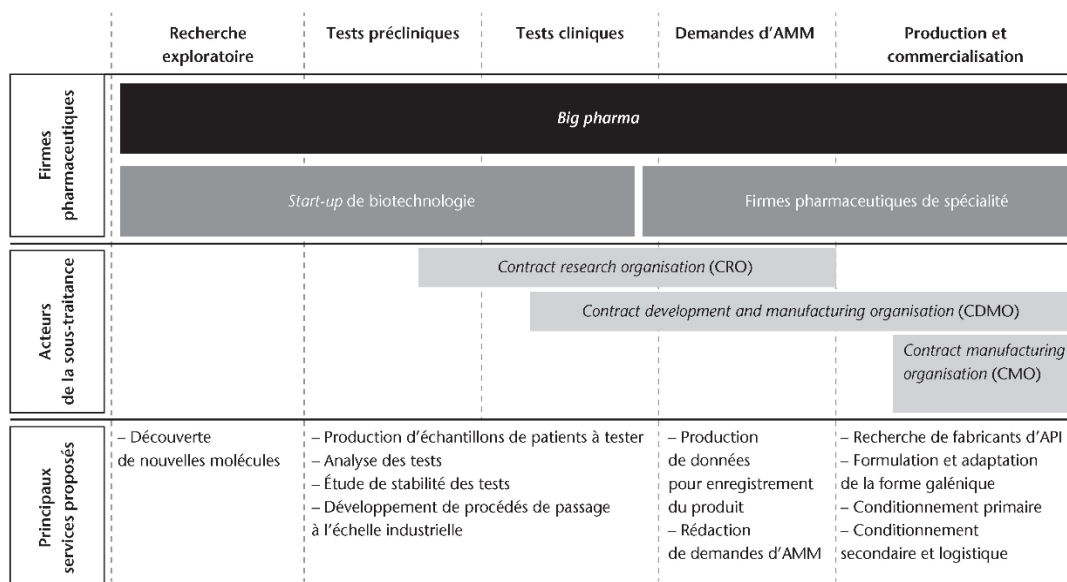 Recherche
exploratoire
Tests précliniques
Tests cliniques
Demandes d'AMM
Production et
commercialisation
Firmes
pharmaceutiques
Big pharma
Start-up de biotechnologie
Firmes pharmaceutiques de spécialité
Acteurs
de la sous-traitance
Contract research organisation (CRO)
Contract development and manufacturing organisation (CDMO)
Contract manufacturing
organisation (CMO)
Principaux
services proposés
– Découverte
de nouvelles molécules
– Production d'échantillons de patients à tester
– Analyse des tests
– Étude de stabilité des tests
– Développement de procédés de passage
à l'échelle industrielle
– Production
de données
pour enregistrement
du produit
– Rédaction
de demandes d'AMM
– Recherche de fabricants d'API
– Formulation et adaptation
de la forme galénique
– Conditionnement primaire
– Conditionnement
secondaire et logistique